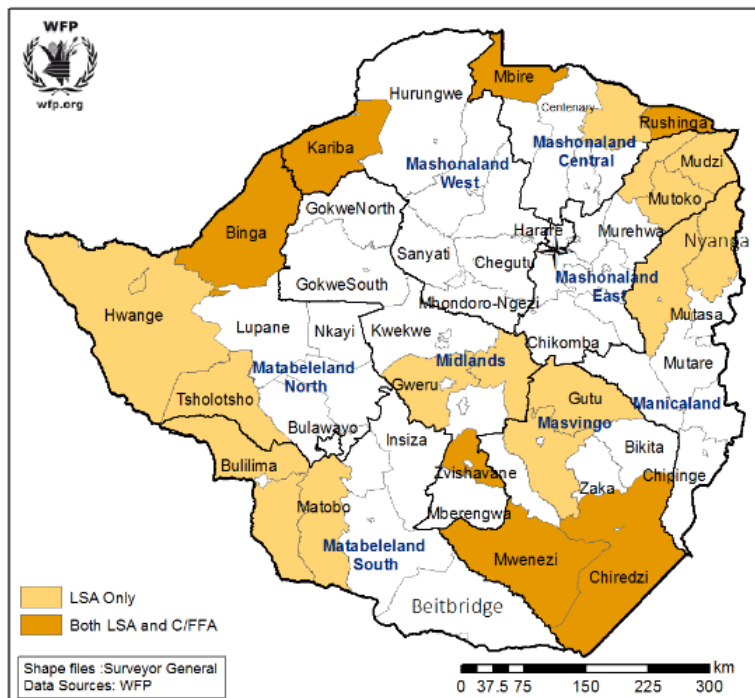 WFP
wfp.org
Mbire
Hurungwe
Centenary
Rushinga
Kariba
Mashonaland
Central
Mashonaland
West
Mudzi
Mutoko
GokweNorth
Binga
Harare
Murehwa
Nyanga
Sanyati
Chegutu
Mashonaland
East
GokweSouth
Hwange
Mhondoro-Ngezi
Mutasa
Lupane
Nkayi
Kwekwe
Chikomba
Mutare
Matabeleland
North
Midlands
Gweru
Gutu
Tsholotsho
Masvingo
Manicaland
Bulawayo
Insiza
Bikita
Bulilima
Zvishavane
Zaka
Chipinge
Matobo
Mberengwa
Matabeleland
South
Mwenezi
Chiredzi
Beitbridge
LSA Only
Both LSA and C/FFA
Shape files :Surveyor General
Data Sources: WFP
km
0 37.5 75 150 225 300